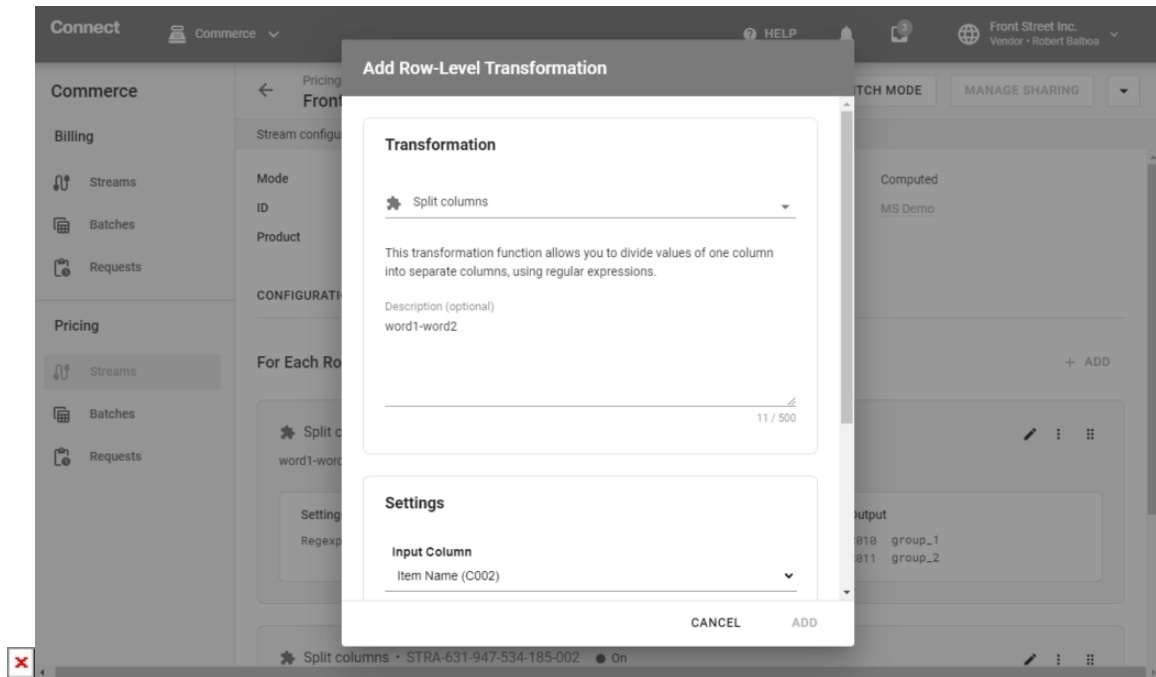 Connect
Commerce
HELP
3
Front Street Inc.
Vendor • Robert Balboa
Commerce
Pricing
Front
TCH MODE
MANAGE SHARING
Stream configu
Billing
Streams
Batches
Requests
Pricing
Streams
Batches
Requests
Mode
ID
Product
Computed
MS Demo
CONFIGURATI
For Each Ro
+ ADD
Split c
word1-word
Setting
Regexp
Output
C010 group_1
C011 group_2
Split columns • STRA-631-947-534-185-002 On
Add Row-Level Transformation
Transformation
Split columns
This transformation function allows you to divide values of one column
into separate columns, using regular expressions.
Description (optional)
word1-word2
11 / 500
Settings
Input Column
Item Name (C002)
CANCEL
ADD